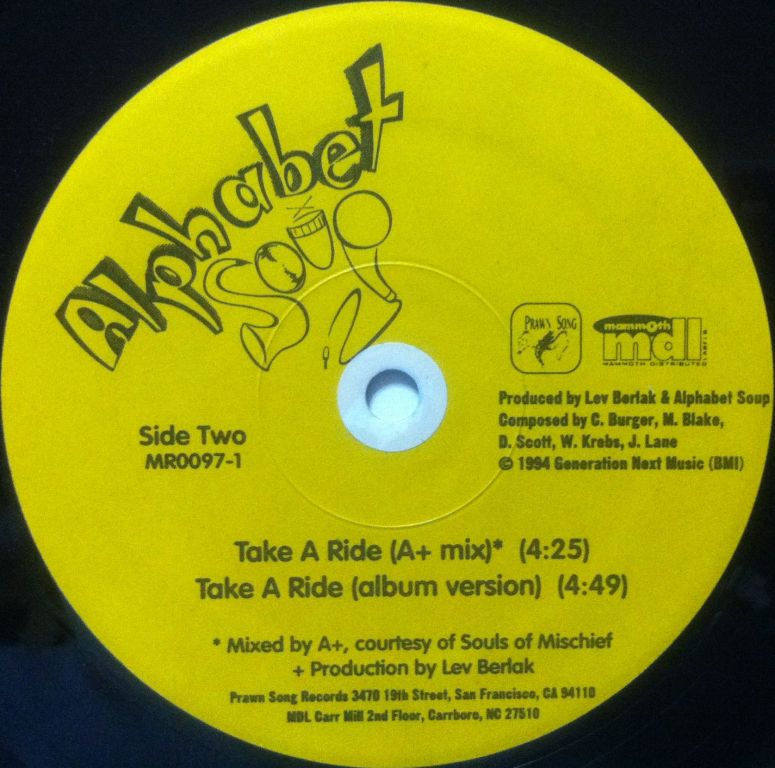 Alphabet
Soup
PRAWN SONG
mammoth
mdl
MAMMOTH DISTRIBUTED
LABELS
Produced by Lev Berlak & Alphabet Soup
Composed by C. Burger, M. Blake,
D. Scott, W. Krebs, J. Lane
© 1994 Generation Next Music (BMI)
Side Two
MR0097-1
Take A Ride (A+ mix)* (4:25)
Take A Ride (album version) (4:49)
* Mixed by A+, courtesy of Souls of Mischief
+ Production by Lev Berlak
Prawn Song Records 3470 19th Street, San Francisco, CA 94110
MDL Carr Mill 2nd Floor, Carrboro, NC 27510